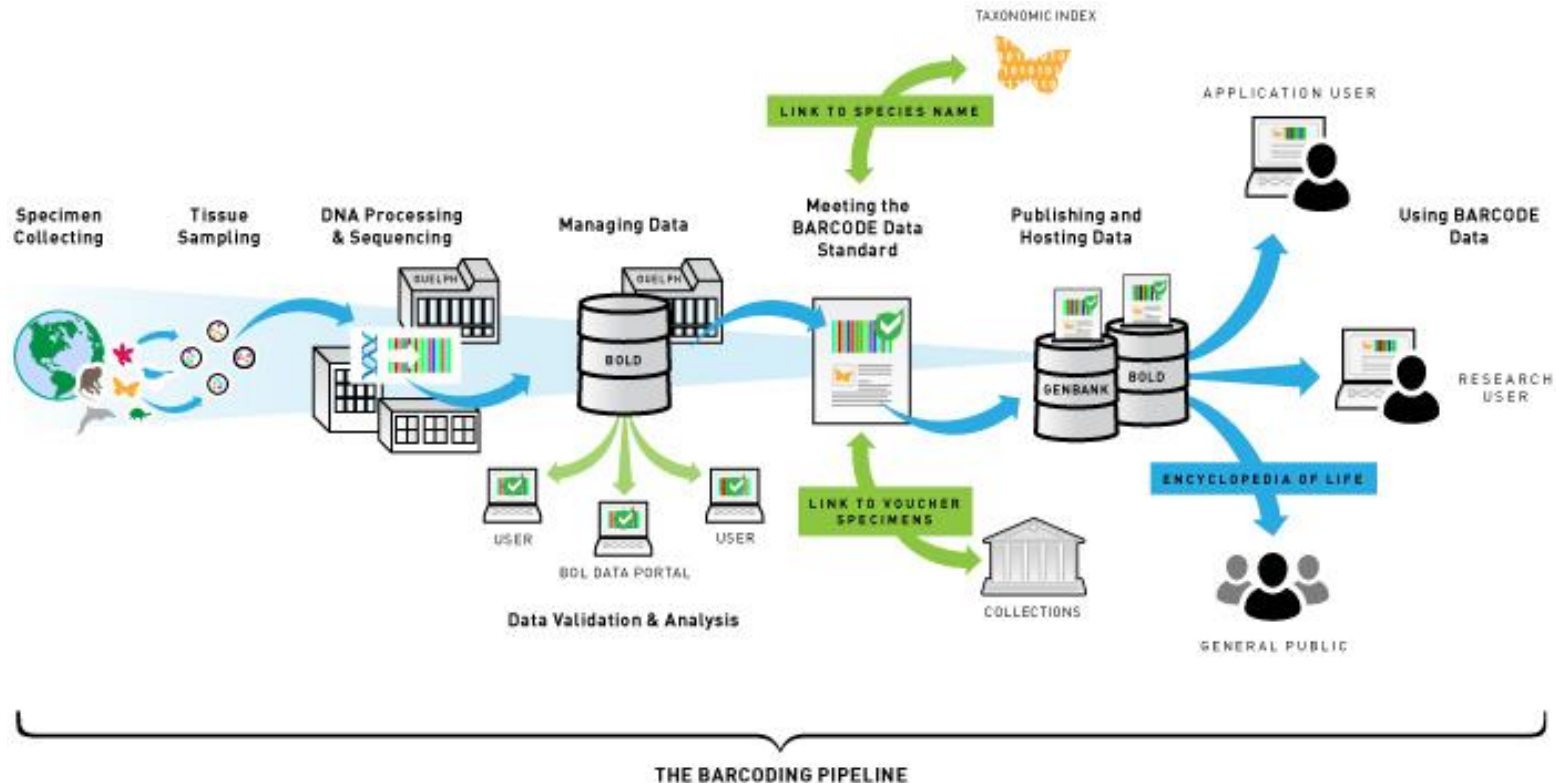 TAXONOMIC INDEX
LINK TO SPECIES NAME
APPLICATION USER
Specimen
Collecting
Tissue
Sampling
DNA Processing
& Sequencing
Managing Data
Meeting the
BARCODE Data
Standard
Publishing and
Hosting Data
Using BARCODE
Data
GUELPH
GUELPH
BOLD
GENBANK
BOLD
RESEARCH
USER
ENCYCLOPEDIA OF LIFE
LINK TO VOUCHER
SPECIMENS
USER
BOL DATA PORTAL
USER
Data Validation & Analysis
COLLECTIONS
GENERAL PUBLIC
THE BARCODING PIPELINE